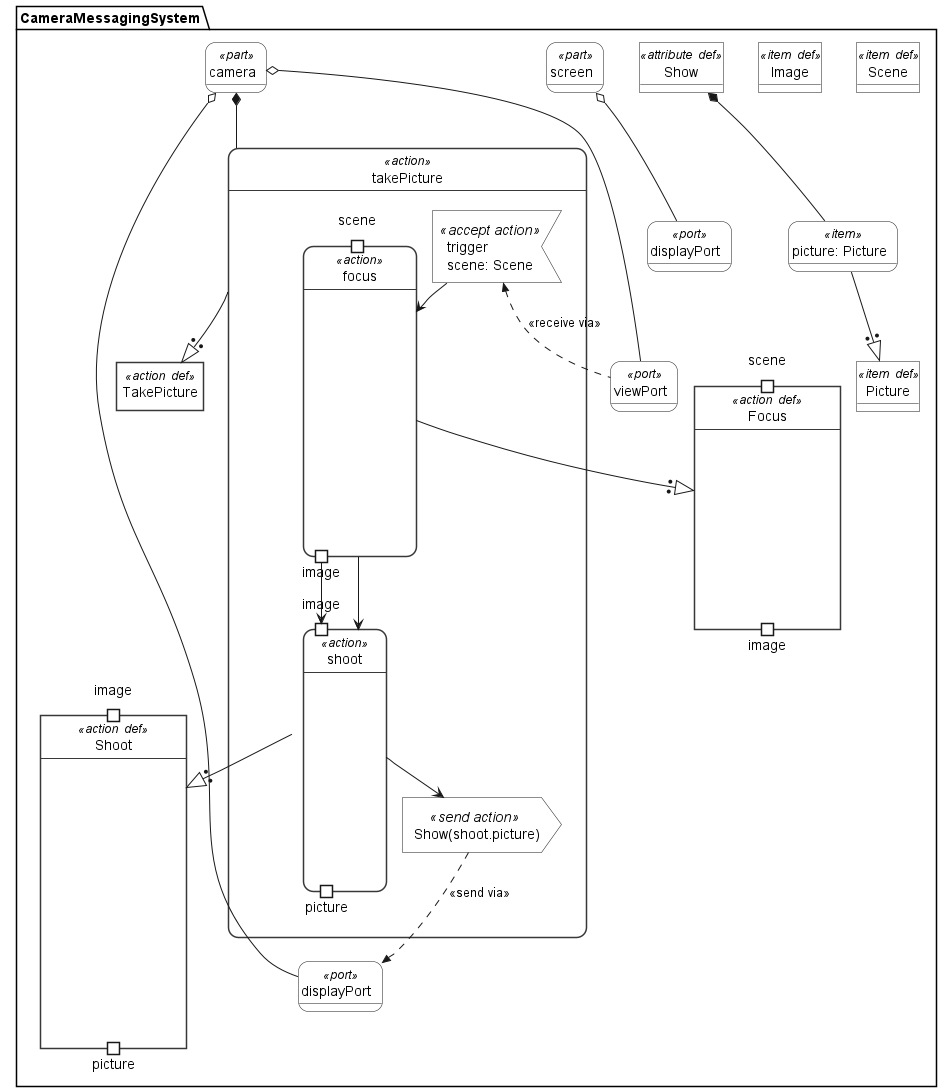 CameraMessagingSystem
«part»
camera
«part»
screen
«attribute def»
Show
«item def»
Image
«item def»
Scene
«action»
takePicture
scene
«action»
focus
«accept action»
trigger
scene: Scene
«port»
displayPort
«item»
picture: Picture
«receive via»
«action def»
TakePicture
«port»
viewPort
scene
«action def»
Focus
«item def»
Picture
image
image
«action»
shoot
image
image
«action def»
Shoot
«send action»
Show(shoot.picture)
«send via»
picture
«port»
displayPort
picture